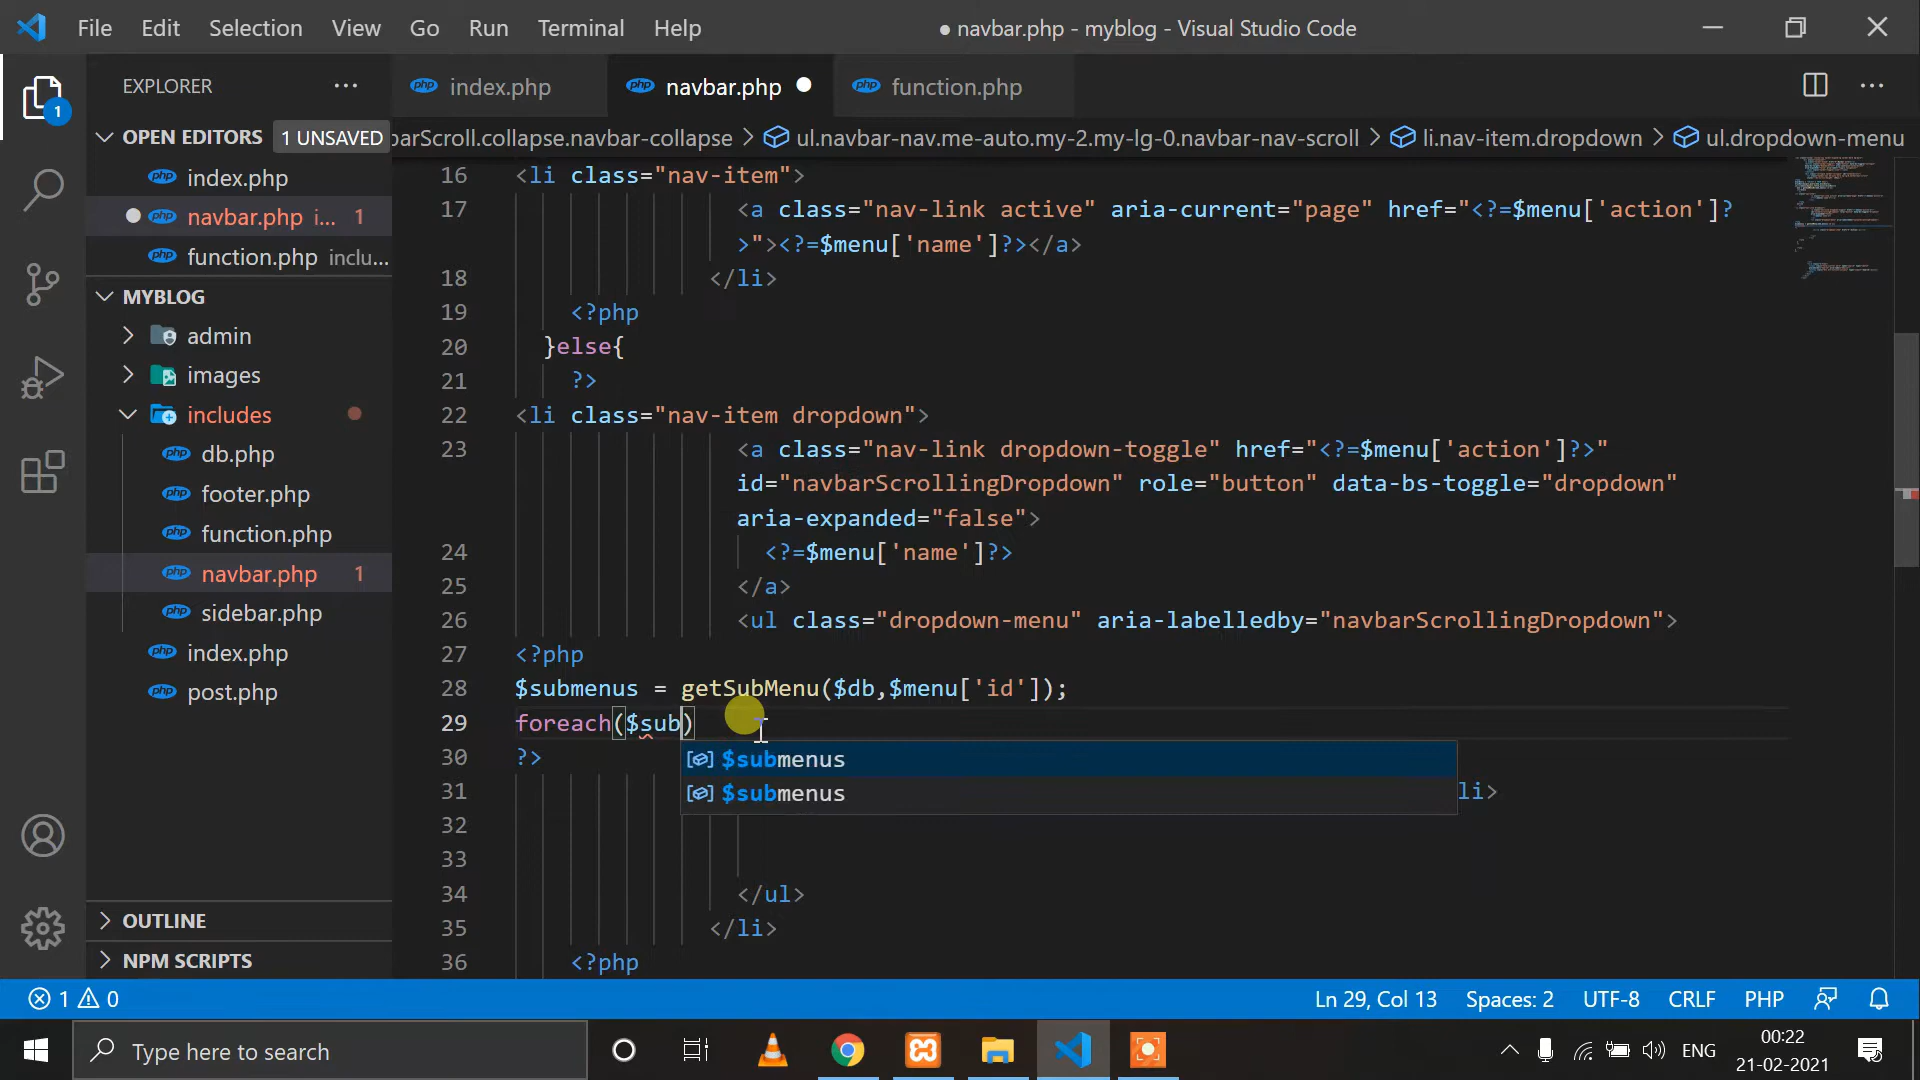 File Edit Selection View Go Run Terminal Help ● navbar.php - myblog - Visual Studio Code
EXPLORER ···
index.php navbar.php ● function.php
OPEN EDITORS 1 UNSAVED
barScroll.collapse.navbar-collapse > ul.navbar-nav.me-auto.my-2.my-lg-0.navbar-nav-scroll > li.nav-item.dropdown > ul.dropdown-menu
index.php
navbar.php i... 1
function.php inclu...
MYBLOG
admin
images
includes
db.php
footer.php
function.php
navbar.php 1
sidebar.php
index.php
post.php
OUTLINE
NPM SCRIPTS
1
16 <li class="nav-item">
17 <a class="nav-link active" aria-current="page" href="<?=$menu['action']?
>"><?=$menu['name']?></a>
18 </li>
19 <?php
20 }else{
21 ?>
22 <li class="nav-item dropdown">
23 <a class="nav-link dropdown-toggle" href="<?=$menu['action']?>"
id="navbarScrollingDropdown" role="button" data-bs-toggle="dropdown"
aria-expanded="false">
24 <?=$menu['name']?>
25 </a>
26 <ul class="dropdown-menu" aria-labelledby="navbarScrollingDropdown">
27 <?php
28 $submenus = getSubMenu($db,$menu['id']);
29 foreach($sub)
30 ?>
$submenus
31 li>
$submenus
32
33
34 </ul>
35 </li>
36 <?php
1 0 Ln 29, Col 13 Spaces: 2 UTF-8 CRLF PHP
Type here to search ENG 00:22
21-02-2021